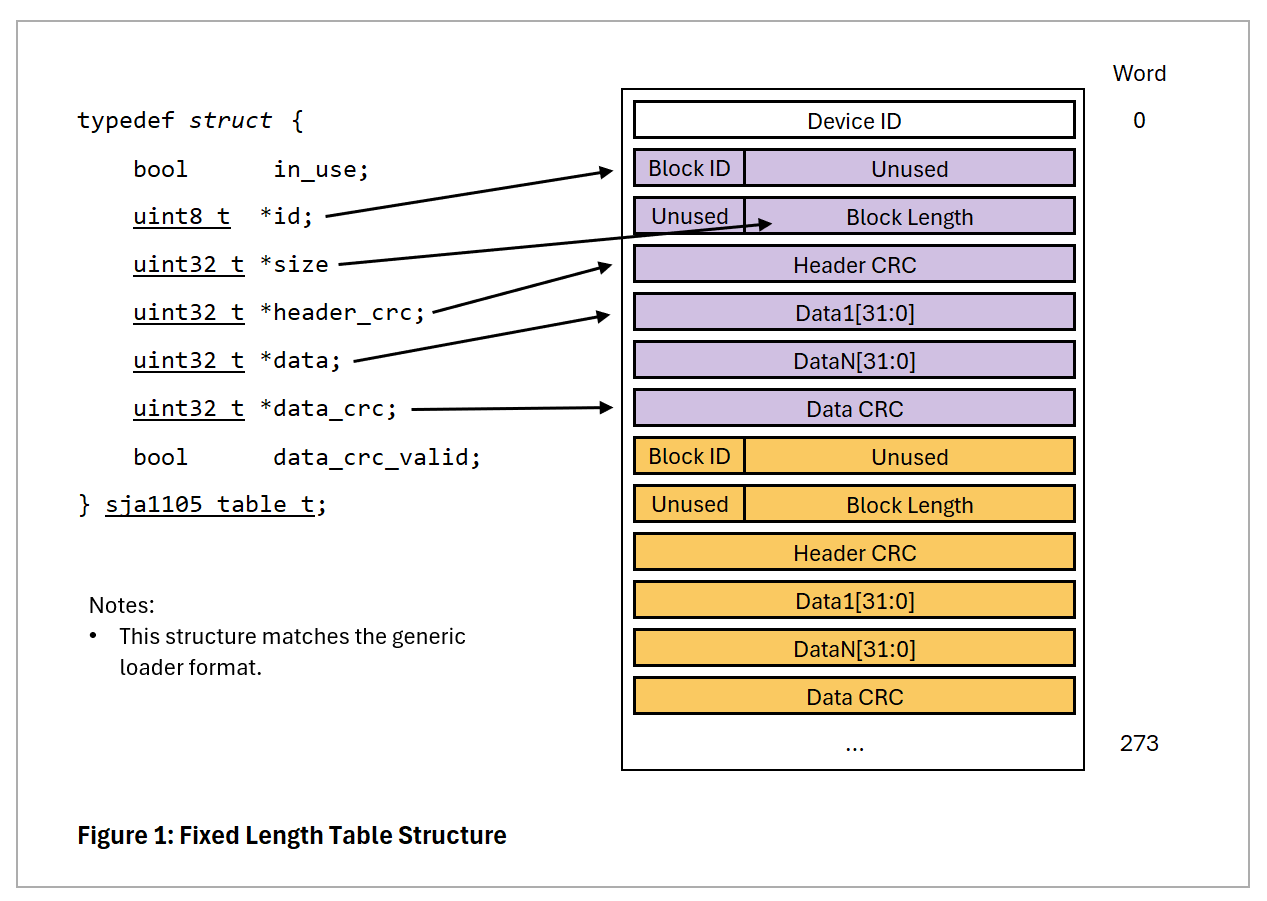 Word
typedef struct {
Device ID
0
bool in_use;
Block ID
Unused
uint8_t *id;
Unused
Block Length
uint32_t *size
Header CRC
uint32_t *header_crc;
Data1[31:0]
uint32_t *data;
DataN[31:0]
uint32_t *data_crc;
Data CRC
bool data_crc_valid;
Block ID
Unused
} sja1105_table_t;
Unused
Block Length
Header CRC
Data1[31:0]
Notes:
• This structure matches the generic
loader format.
DataN[31:0]
Data CRC
...
273
Figure 1: Fixed Length Table Structure